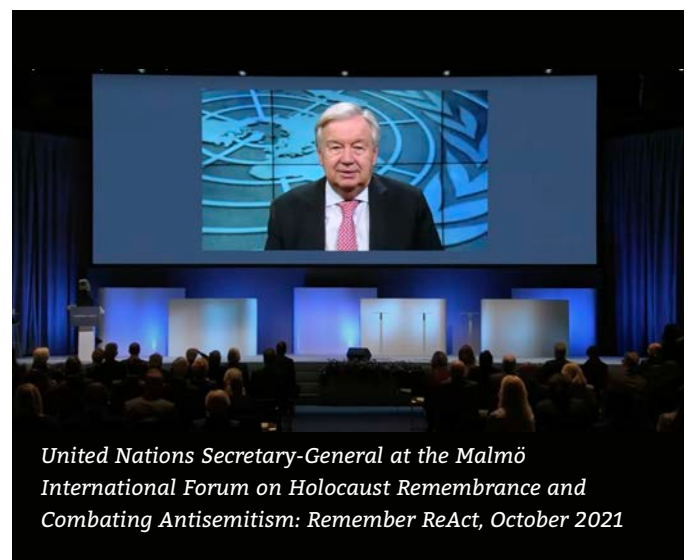 United Nations Secretary-General at the Malmö
International Forum on Holocaust Remembrance and
Combating Antisemitism: Remember ReAct, October 2021